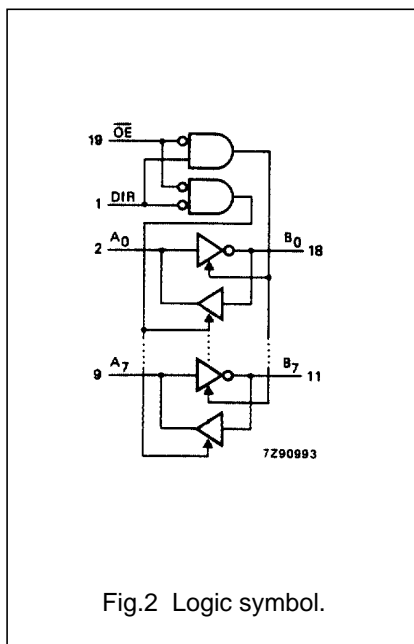 19 OE
1 DIR
2 A0 B0 18
9 A7 B7 11
7Z90993
Fig.2 Logic symbol.